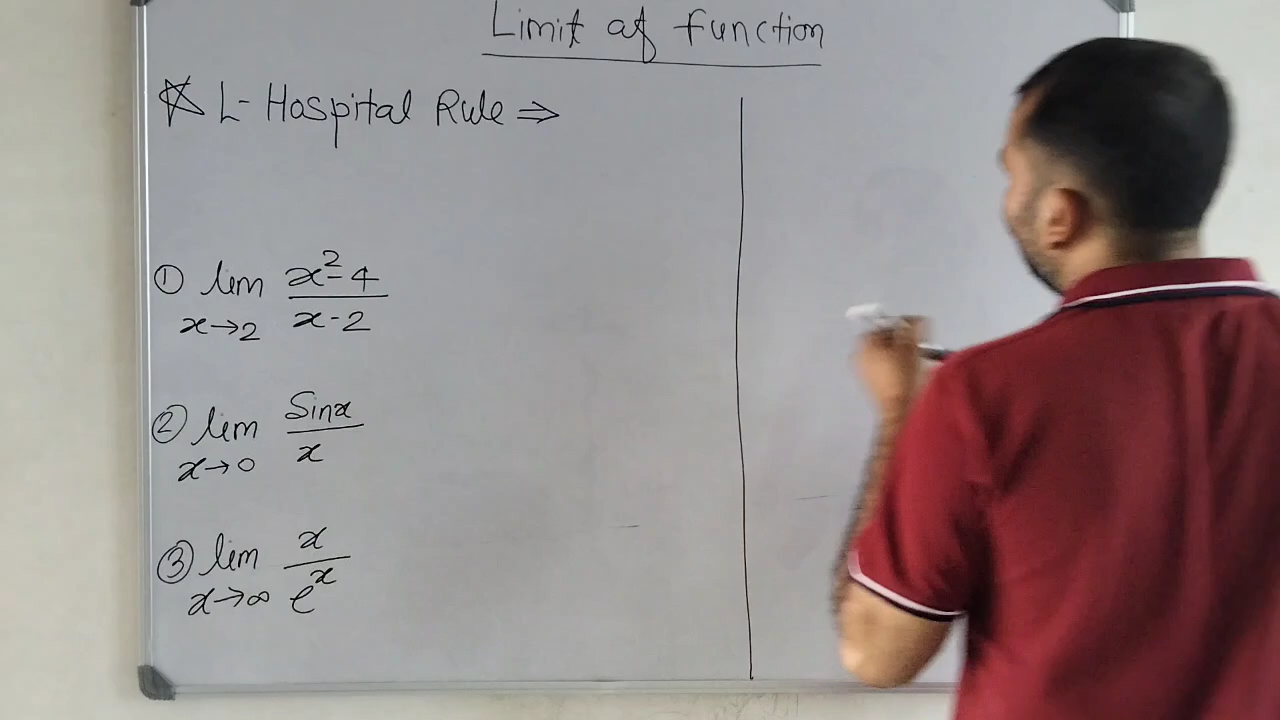 Limit of function
☆ L-Hospital Rule ⇒
① lim x²-4
x→2 x-2
② lim Sinx
x→0 x
③ lim x
x→∞ eˣ